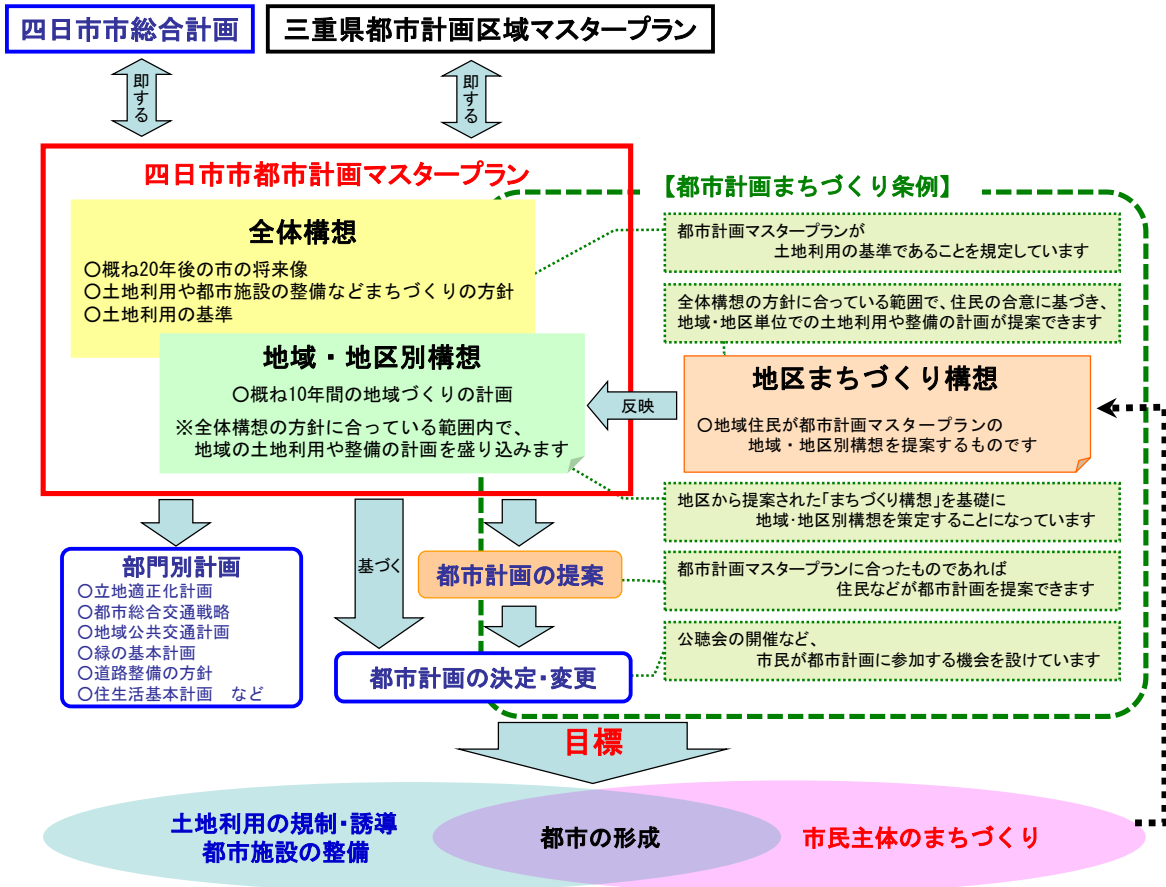 四日市市総合計画
三重県都市計画区域マスタープラン
即する
即する
四日市市都市計画マスタープラン
【都市計画まちづくり条例】
全体構想
○概ね20年後の市の将来像
○土地利用や都市施設の整備などまちづくりの方針
○土地利用の基準
都市計画マスタープランが
土地利用の基準であることを規定しています
全体構想の方針に合っている範囲で、住民の合意に基づき、
地域・地区単位での土地利用や整備の計画が提案できます
地域・地区別構想
○概ね10年間の地域づくりの計画
※全体構想の方針に合っている範囲内で、
地域の土地利用や整備の計画を盛り込みます
反映
地区まちづくり構想
○地域住民が都市計画マスタープランの
地域・地区別構想を提案するものです
地区から提案された「まちづくり構想」を基礎に
地域・地区別構想を策定することになっています
部門別計画
○立地適正化計画
○都市総合交通戦略
○地域公共交通計画
○緑の基本計画
○道路整備の方針
○住生活基本計画 など
基づく
都市計画の提案
都市計画マスタープランに合ったものであれば
住民などが都市計画を提案できます
都市計画の決定・変更
公聴会の開催など、
市民が都市計画に参加する機会を設けています
目標
土地利用の規制・誘導
都市施設の整備
都市の形成
市民主体のまちづくり